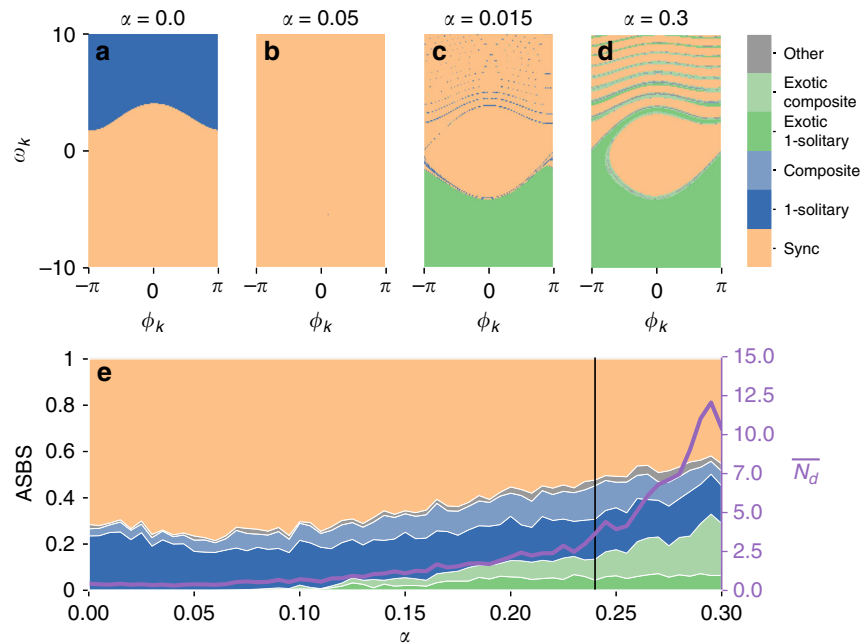 α = 0.0
α = 0.05
α = 0.015
α = 0.3
a
b
c
d
10
0
−10
ω_k
−π
0
π
−π
0
π
−π
0
π
−π
0
π
ϕ_k
ϕ_k
ϕ_k
ϕ_k
Other
Exotic
composite
Exotic
1-solitary
Composite
1-solitary
Sync
e
1
0.8
0.6
0.4
0.2
0
ASBS
0.00
0.05
0.10
0.15
0.20
0.25
0.30
α
15.0
12.5
10.0
7.0
5.0
2.5
0.0
N̅_d